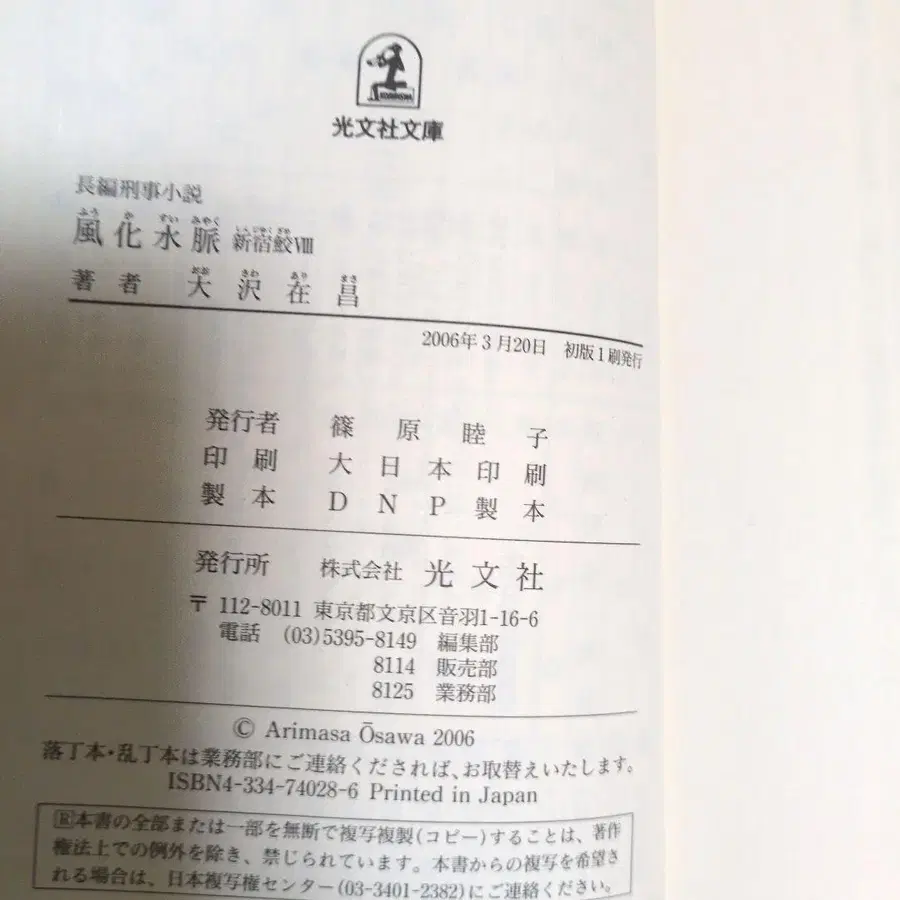 光文社文庫
長編刑事小説
風化水脈 新宿鮫Ⅷ
著者 大沢在昌
2006年3月20日 初版1刷発行
発行者 篠原睦子
印刷 大日本印刷
製本 DNP製本
発行所 株式会社 光文社
〒112-8011 東京都文京区音羽1-16-6
電話 (03)5395-8149 編集部
8114 販売部
8125 業務部
© Arimasa Ōsawa 2006
落丁本・乱丁本は業務部にご連絡くだされば、お取替えいたします。
ISBN4-334-74028-6 Printed in Japan
Ⓡ本書の全部または一部を無断で複写複製(コピー)することは、著作
権法上での例外を除き、禁じられています。本書からの複写を希望さ
れる場合は、日本複写権センター(03-3401-2382)にご連絡ください。